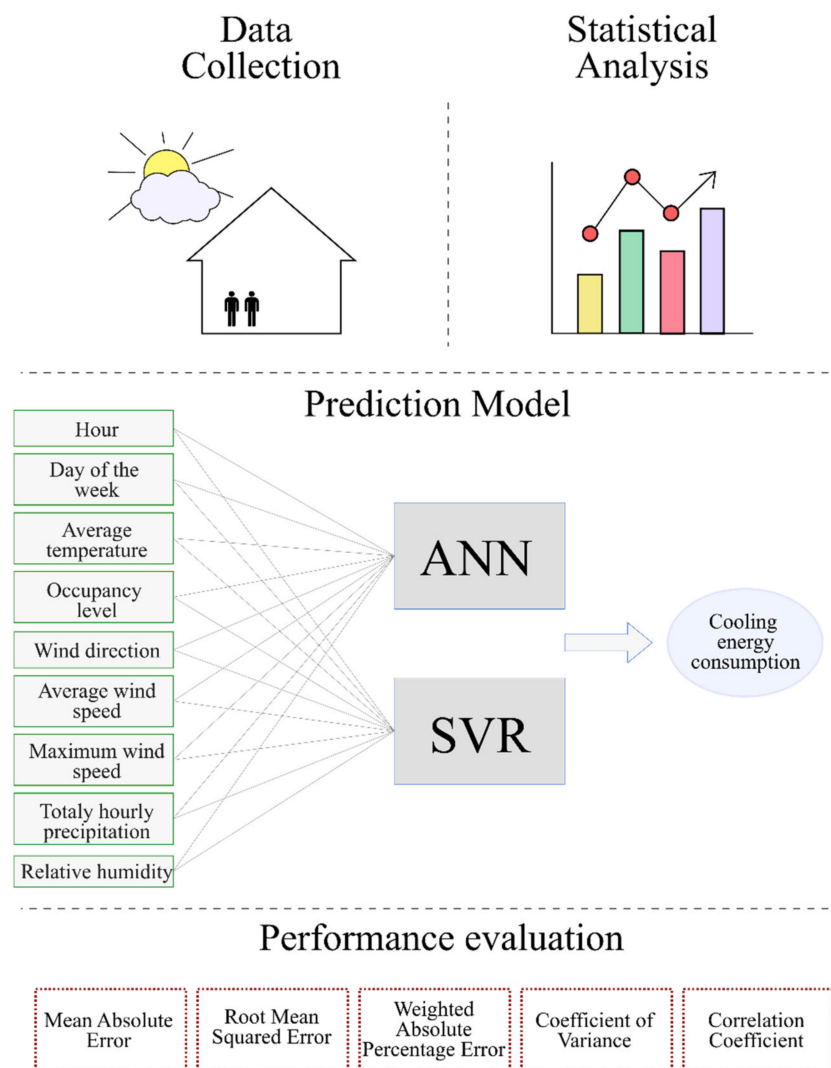 Data
Collection
Statistical
Analysis
Prediction Model
Hour
Day of the
week
Average
temperature
Occupancy
level
Wind direction
Average wind
speed
Maximum wind
speed
Totaly hourly
precipitation
Relative humidity
ANN
SVR
Cooling
energy
consumption
Performance evaluation
Mean Absolute
Error
Root Mean
Squared Error
Weighted
Absolute
Percentage Error
Coefficient of
Variance
Correlation
Coefficient